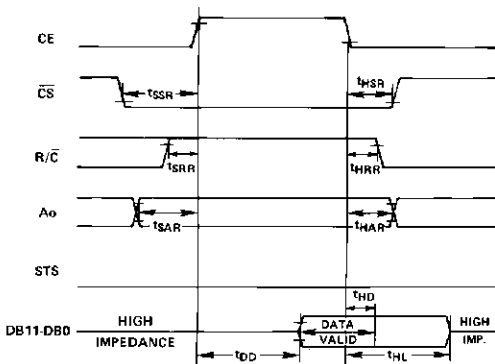 CE
CS
tSSR
tHSR
R/C
tSRR
tHRR
Ao
tSAR
tHAR
STS
tHD
DB11-DB0
HIGH
IMPEDANCE
DATA
VALID
HIGH
IMP.
tDD
tHL